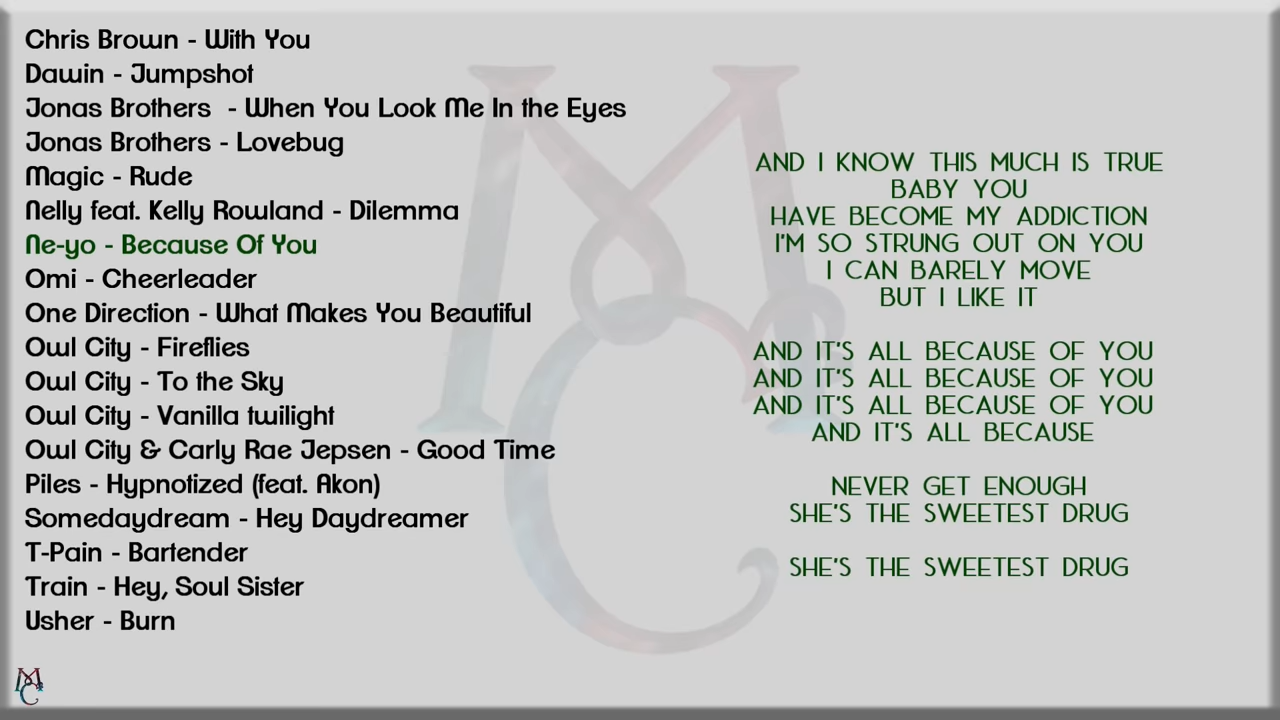 Chris Brown - With You
Dawin - Jumpshot
Jonas Brothers  - When You Look Me In the Eyes
Jonas Brothers - Lovebug
Magic - Rude
Nelly feat. Kelly Rowland - Dilemma
Ne-yo - Because Of You
Omi - Cheerleader
One Direction - What Makes You Beautiful
Owl City - Fireflies
Owl City - To the Sky
Owl City - Vanilla twilight
Owl City & Carly Rae Jepsen - Good Time
Piles - Hypnotized (feat. Akon)
Somedaydream - Hey Daydreamer
T-Pain - Bartender
Train - Hey, Soul Sister
Usher - Burn
AND I KNOW THIS MUCH IS TRUE
BABY YOU
HAVE BECOME MY ADDICTION
I'M SO STRUNG OUT ON YOU
I CAN BARELY MOVE
BUT I LIKE IT
AND IT'S ALL BECAUSE OF YOU
AND IT'S ALL BECAUSE OF YOU
AND IT'S ALL BECAUSE OF YOU
AND IT'S ALL BECAUSE
NEVER GET ENOUGH
SHE'S THE SWEETEST DRUG
SHE'S THE SWEETEST DRUG
MC